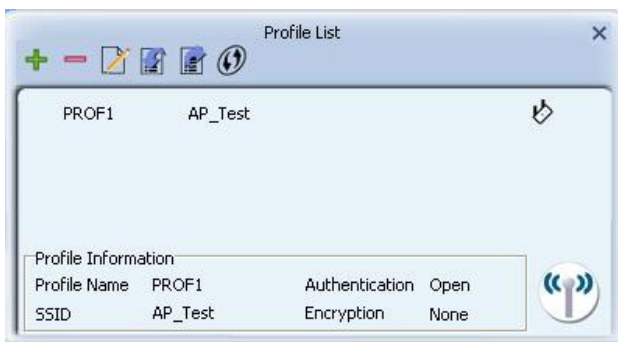 Profile List
PROF1 AP_Test
Profile Information
Profile Name PROF1 Authentication Open
SSID AP_Test Encryption None